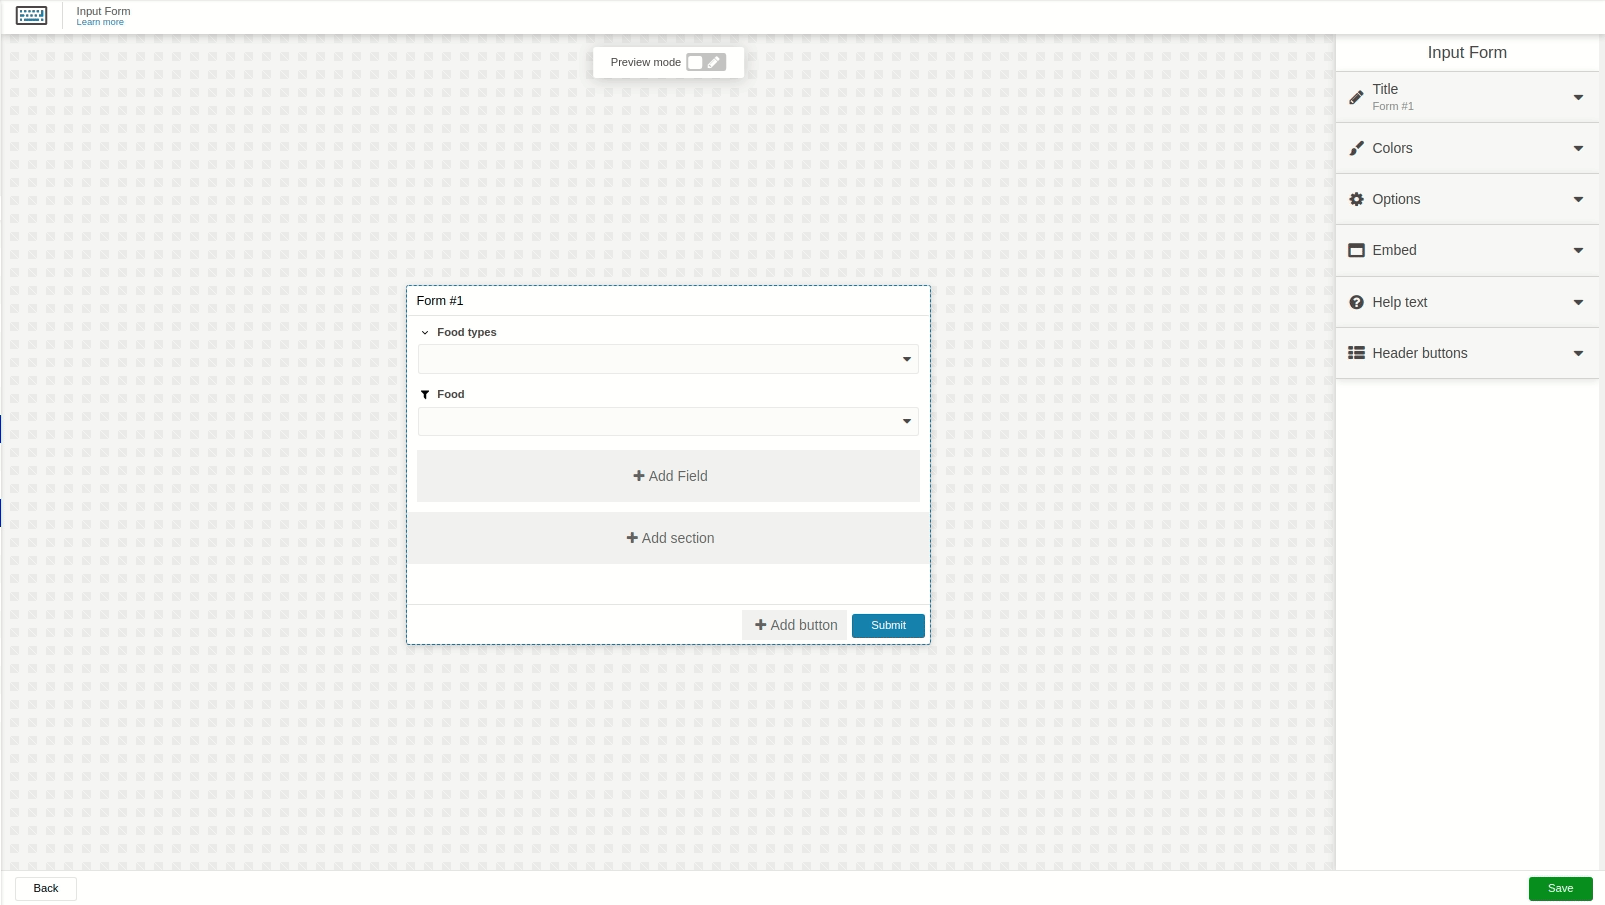 Input Form
Learn more
Preview mode
Input Form
Title
Form #1
Colors
Options
Embed
Help text
Header buttons
Form #1
Food types
Food
Add Field
Add section
Add button
Submit
Back
Save